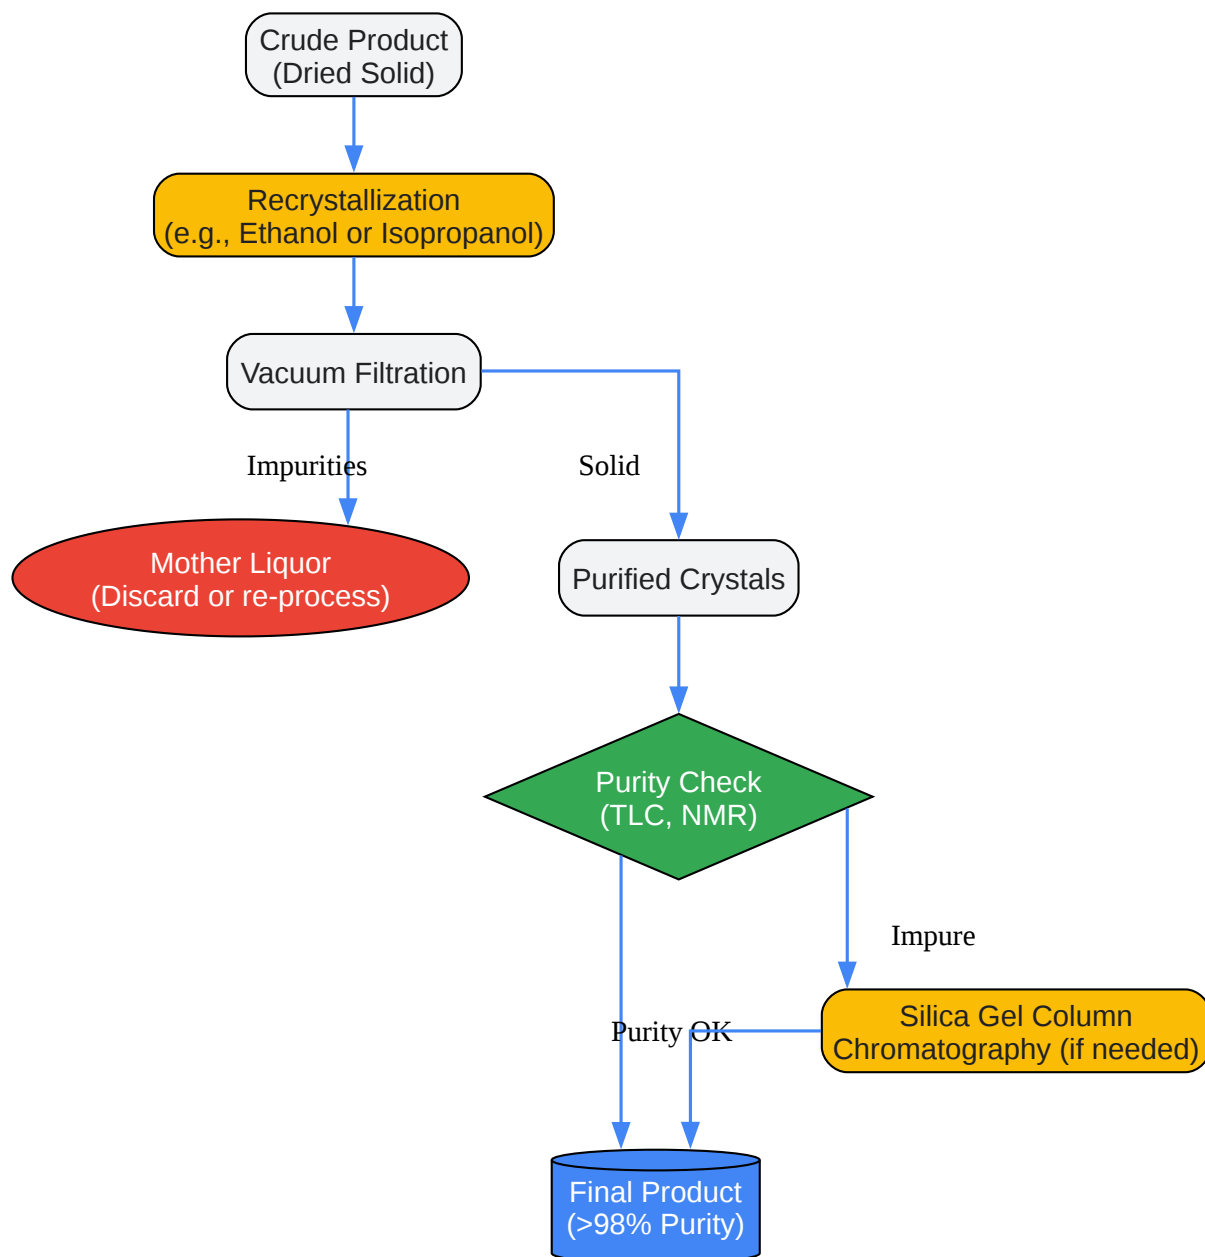 Crude Product
(Dried Solid)
Recrystallization
(e.g., Ethanol or Isopropanol)
Vacuum Filtration
Impurities
Solid
Mother Liquor
(Discard or re-process)
Purified Crystals
Purity Check
(TLC, NMR)
Impure
Purity OK
Silica Gel Column
Chromatography (if needed)
Final Product
(>98% Purity)